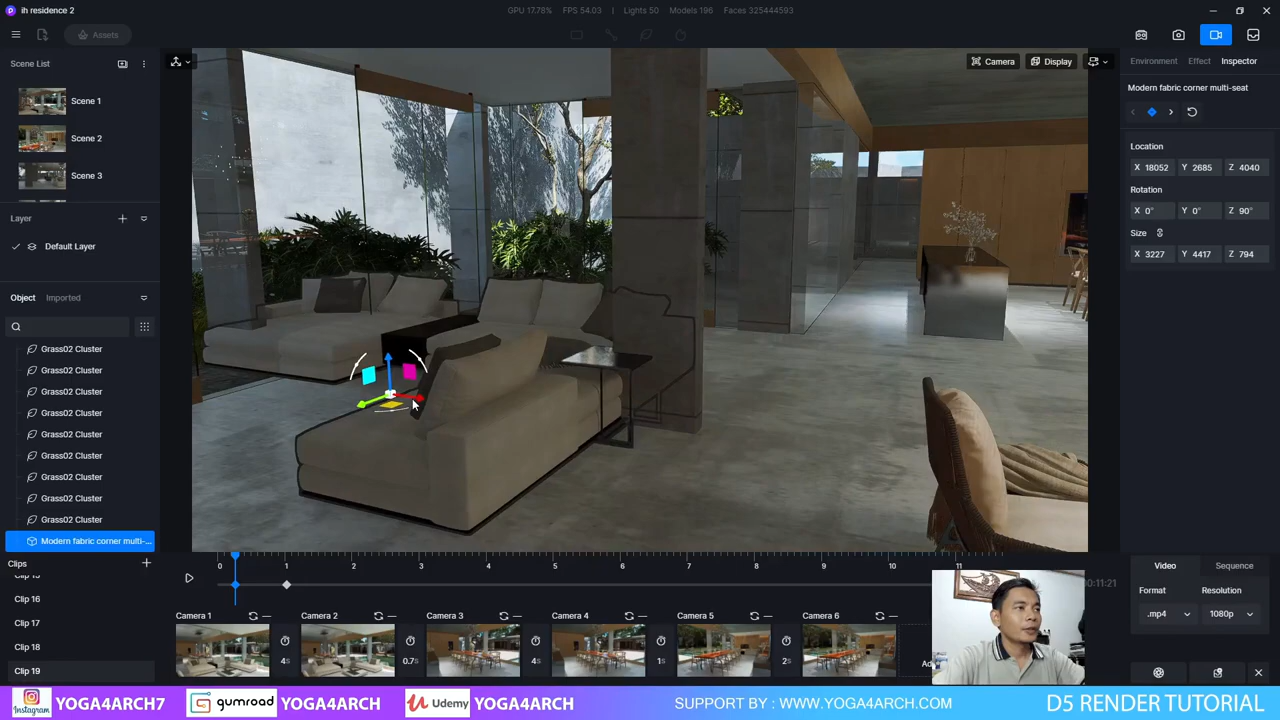 ih residence 2
GPU 17.78%
FPS 54.03
Lights 50
Models 196
Faces 325444593
Assets
Scene List
Scene 1
Scene 2
Scene 3
Layer
Default Layer
Object
Imported
Grass02 Cluster
Grass02 Cluster
Grass02 Cluster
Grass02 Cluster
Grass02 Cluster
Grass02 Cluster
Grass02 Cluster
Grass02 Cluster
Grass02 Cluster
Modern fabric corner multi-...
Camera
Display
Environment
Effect
Inspector
Modern fabric corner multi-seat
Location
X 18052
Y 2685
Z 4040
Rotation
X 0°
Y 0°
Z 90°
Size
X 3227
Y 4417
Z 794
Clips
Clip 16
Clip 17
Clip 18
Clip 19
0
1
2
3
4
5
6
7
8
9
10
11
00:11:21
Camera 1
Camera 2
Camera 3
Camera 4
Camera 5
Camera 6
4s
0.7s
4s
1s
2s
Video
Sequence
Format
Resolution
.mp4
1080p
Instagram
YOGA4ARCH7
gumroad
YOGA4ARCH
Udemy
YOGA4ARCH
SUPPORT BY : WWW.YOGA4ARCH.COM
D5 RENDER TUTORIAL